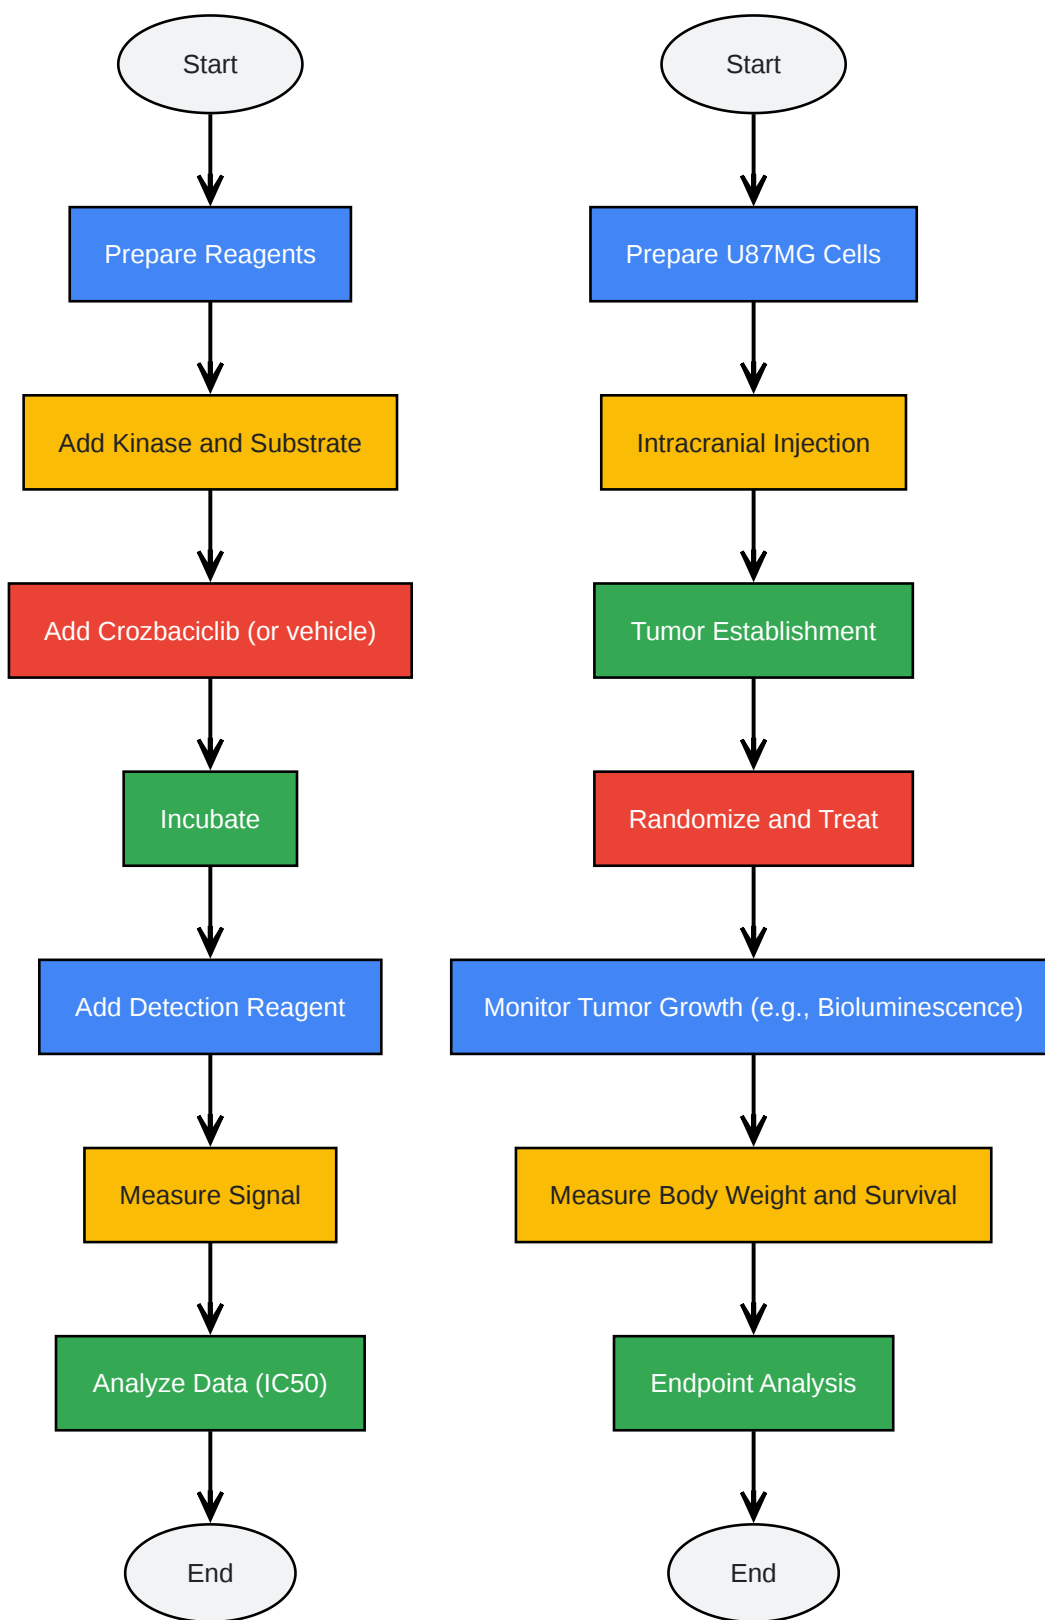 Start
Prepare Reagents
Add Kinase and Substrate
Add Crozbaciclib (or vehicle)
Incubate
Add Detection Reagent
Measure Signal
Analyze Data (IC50)
End
Start
Prepare U87MG Cells
Intracranial Injection
Tumor Establishment
Randomize and Treat
Monitor Tumor Growth (e.g., Bioluminescence)
Measure Body Weight and Survival
Endpoint Analysis
End